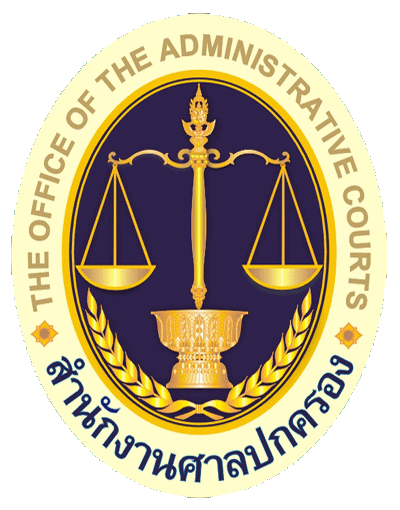 THE OFFICE OF THE ADMINISTRATIVE COURTS
สำนักงานศาลปกครอง